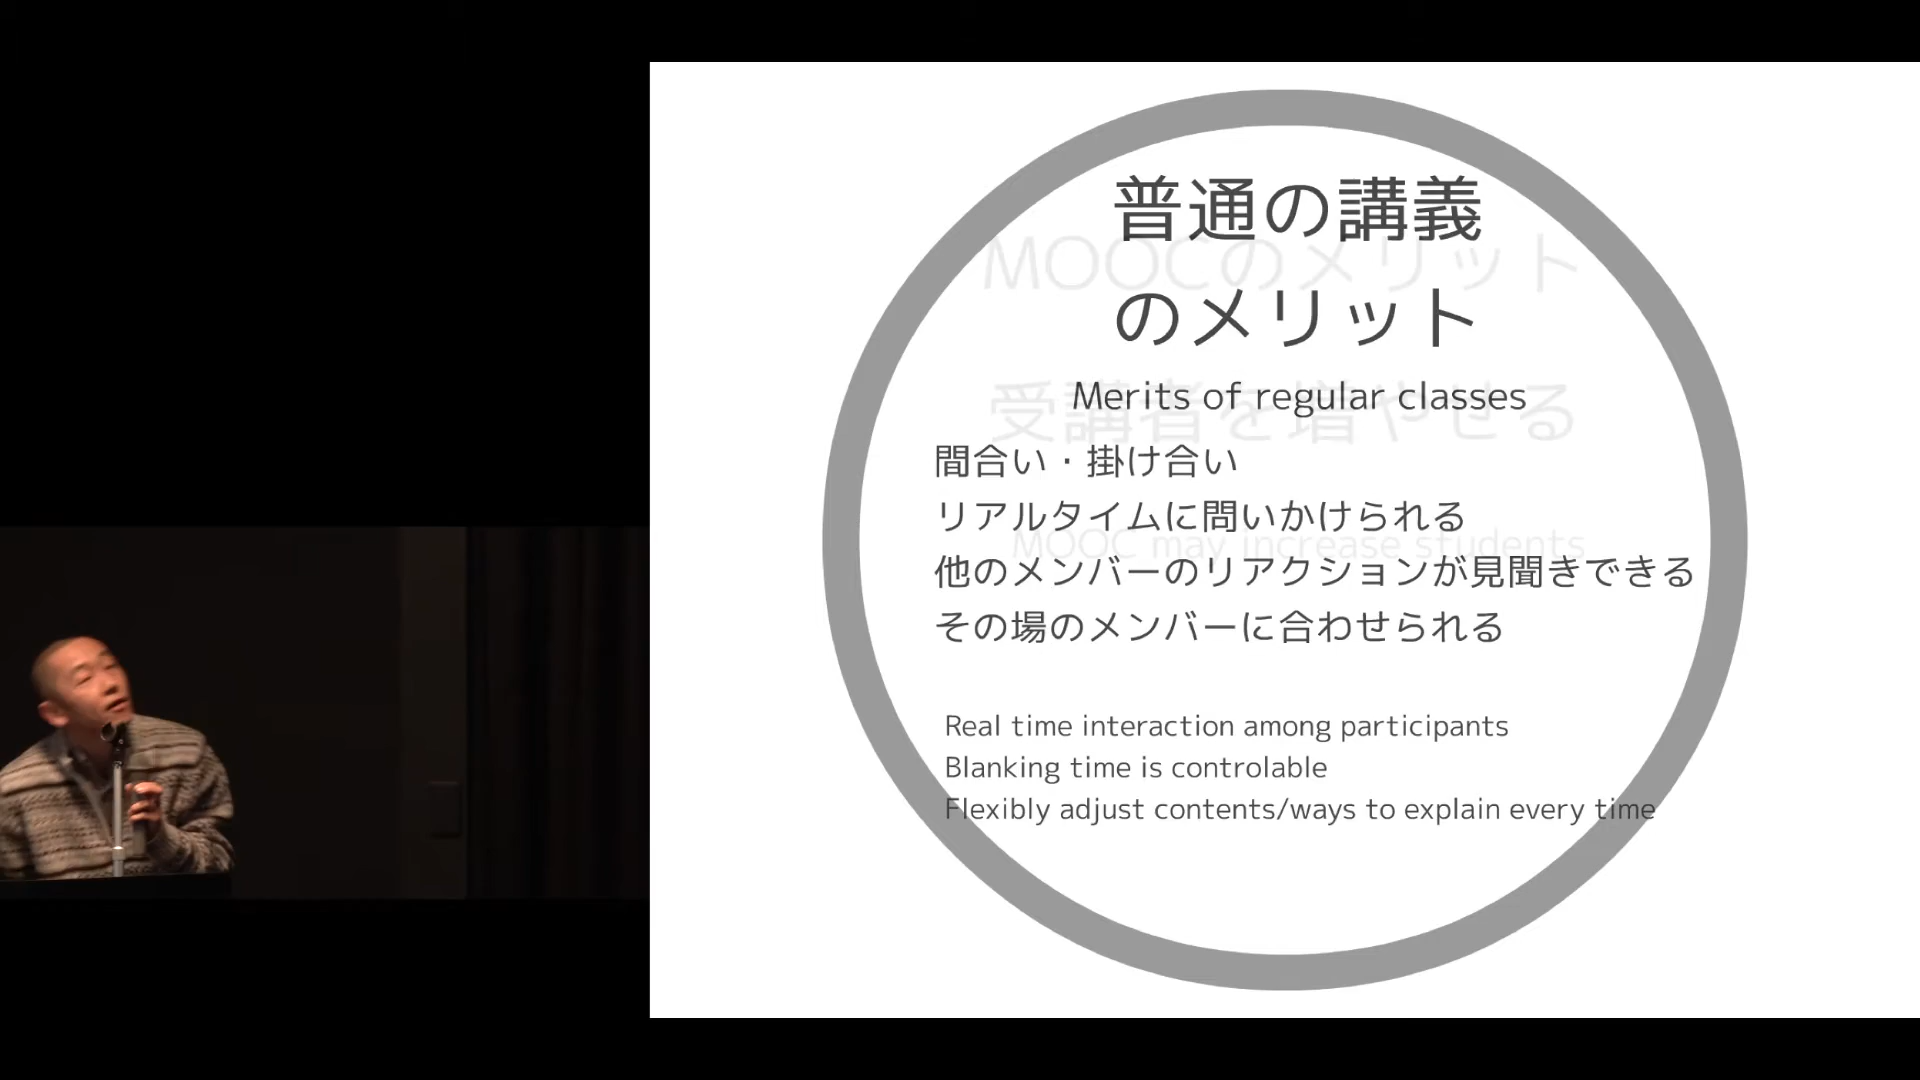 普通の講義
MOOCのメリット
のメリット
Merits of regular classes
受講者を増やせる
間合い・掛け合い
リアルタイムに問いかけられる
MOOC may increase students
他のメンバーのリアクションが見聞きできる
その場のメンバーに合わせられる
Real time interaction among participants
Blanking time is controlable
Flexibly adjust contents/ways to explain every time